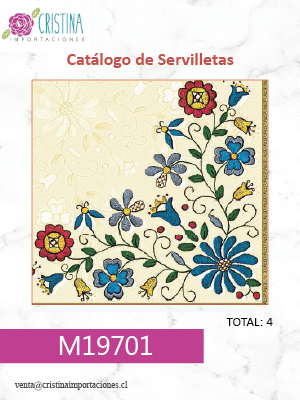 CRISTINA
IMPORTACIONES
Catálogo de Servilletas
TOTAL: 4
M19701
venta@cristinaimportaciones.cl